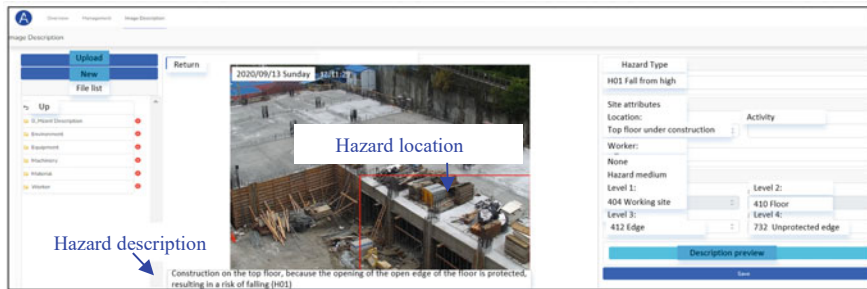 A
Overview Management Image Description
mage Description
Upload
New
File list
Up
Environment
Equipment
Machinery
Material
Worker
Return
2020/09/13 Sunday
Hazard location
Hazard description
Construction on the top floor, because the opening of the open edge of the floor is protected,
resulting in a risk of falling (H01)
Hazard Type
H01 Fall from high
Site attributes
Location: Activity
Top floor under construction
Worker:
None
Hazard medium
Level 1: Level 2:
404 Working site 410 Floor
Level 3: Level 4:
412 Edge 732 Unprotected edge
Description preview
Save